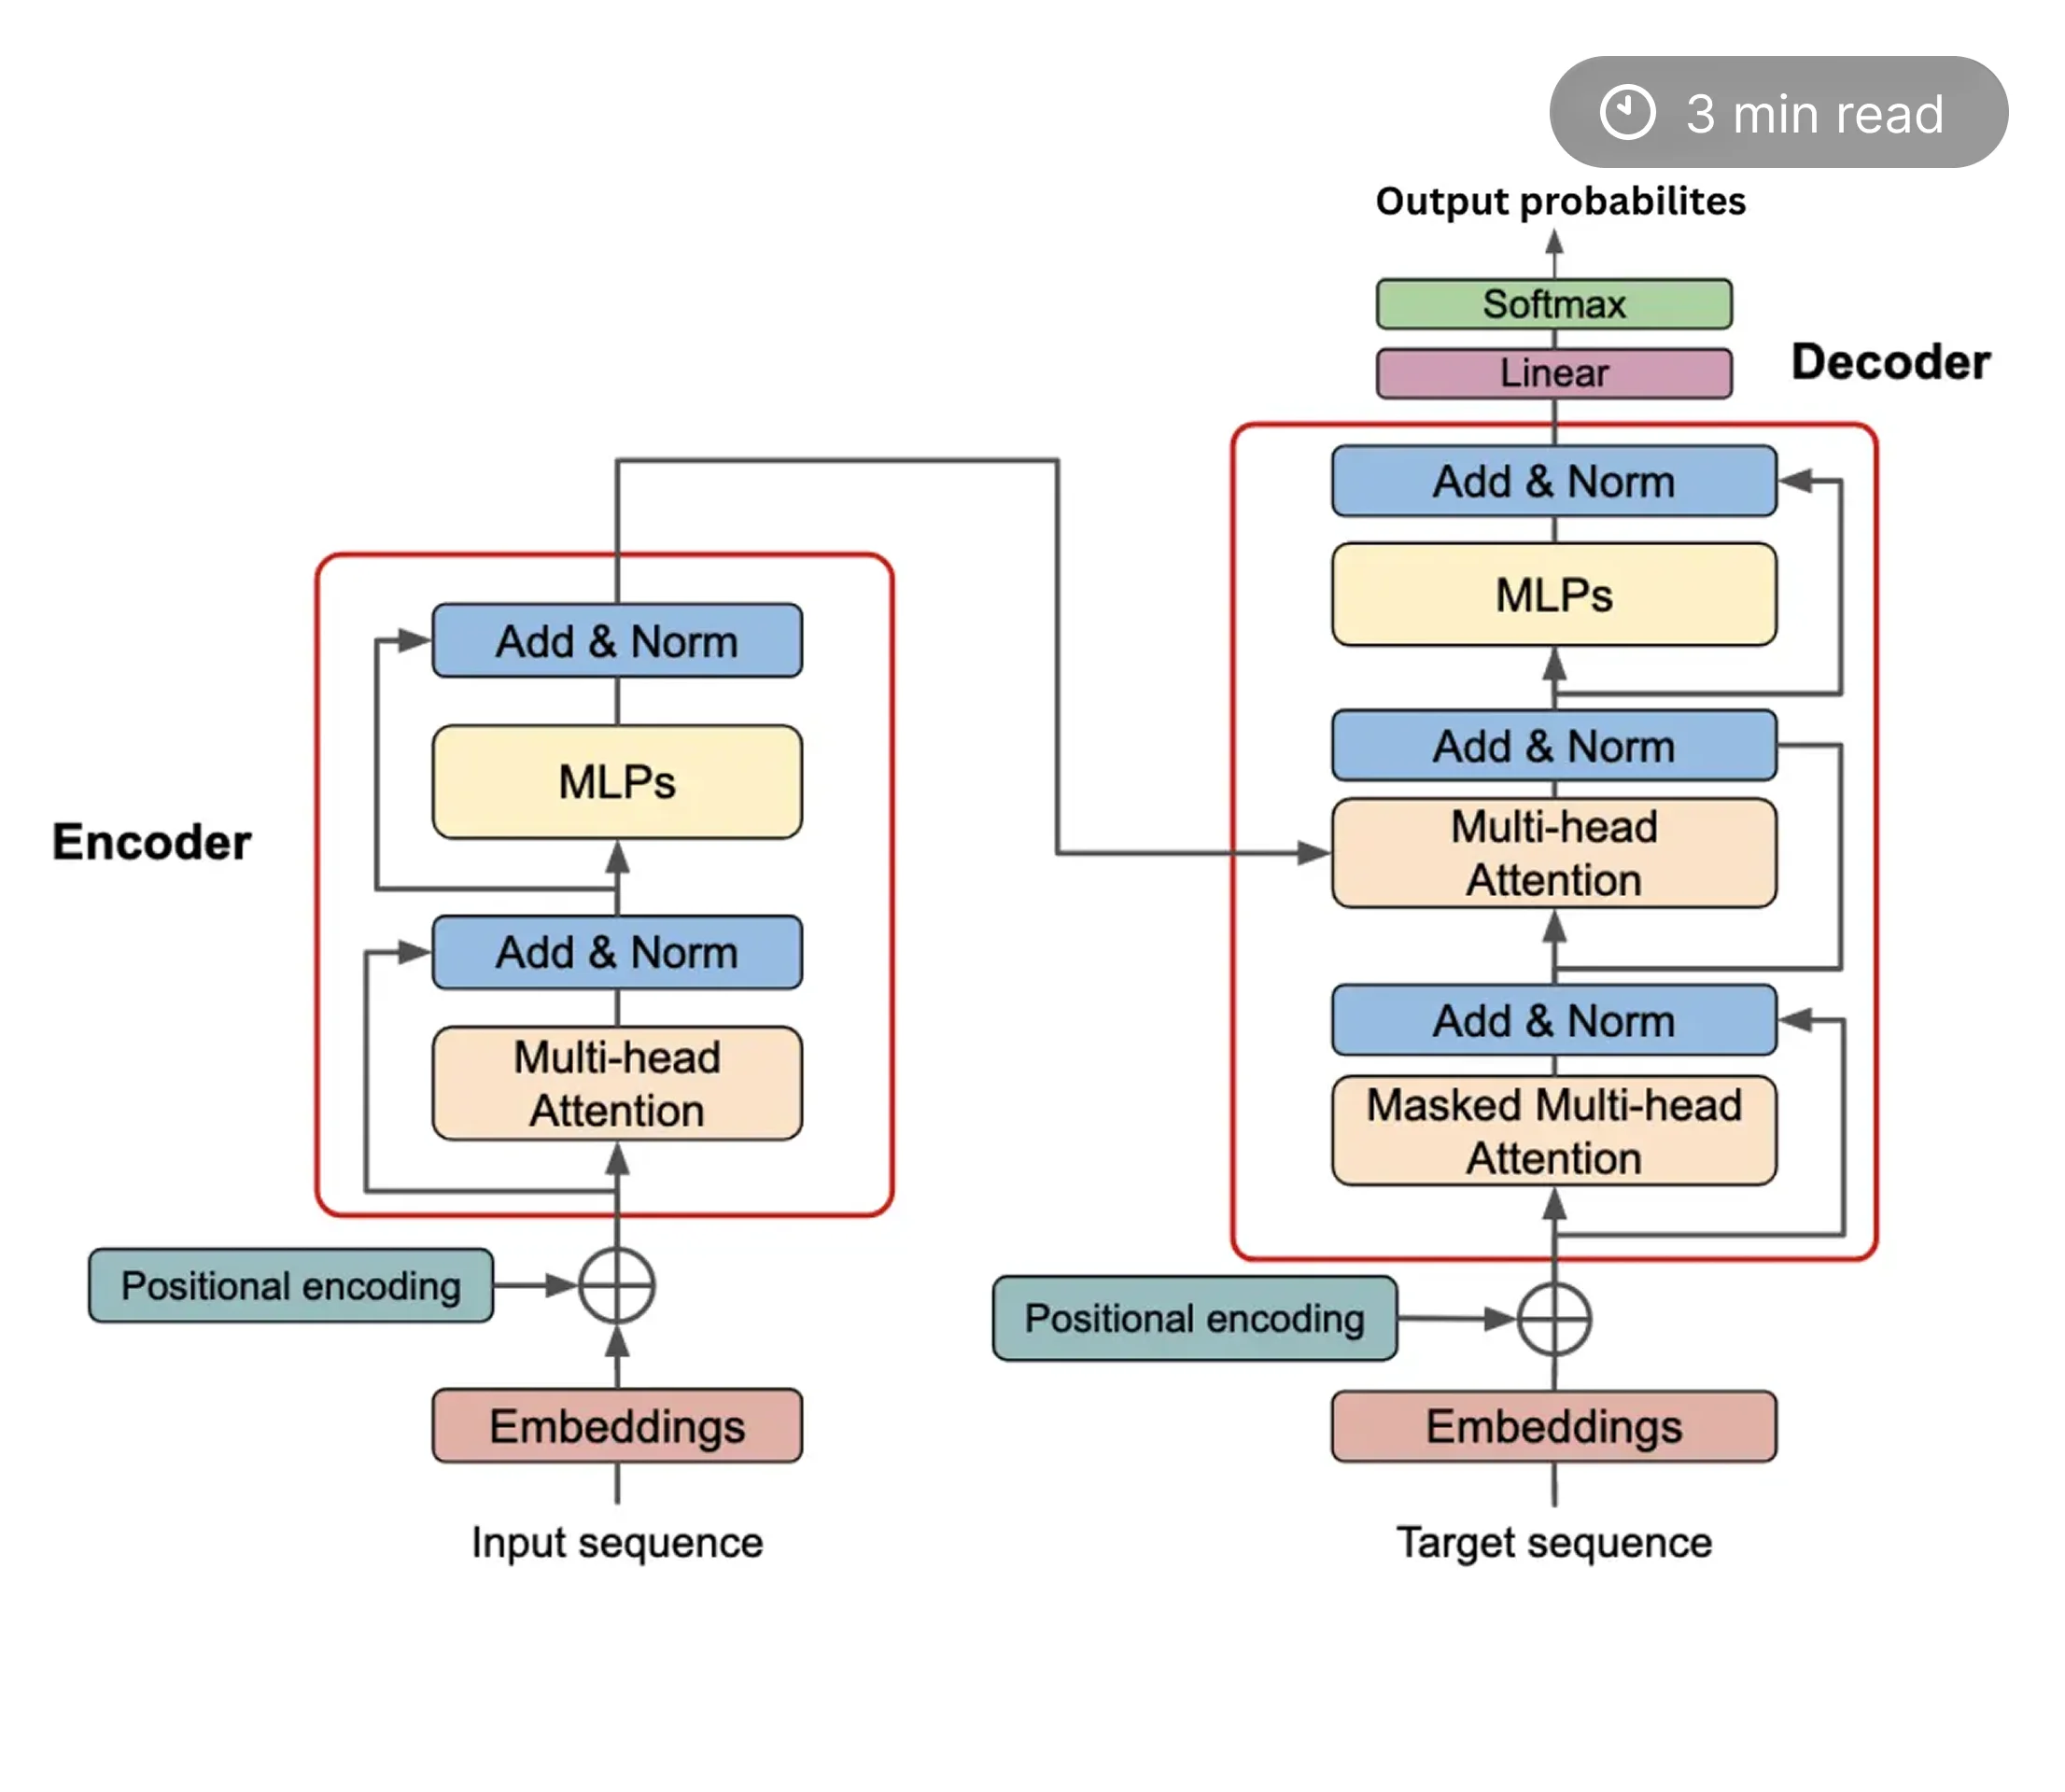 3 min read
Output probabilites
Softmax
Linear
Decoder
Add & Norm
MLPs
Add & Norm
Multi-head
Attention
Add & Norm
Masked Multi-head
Attention
Positional encoding
Embeddings
Target sequence
Encoder
Add & Norm
MLPs
Add & Norm
Multi-head
Attention
Positional encoding
Embeddings
Input sequence